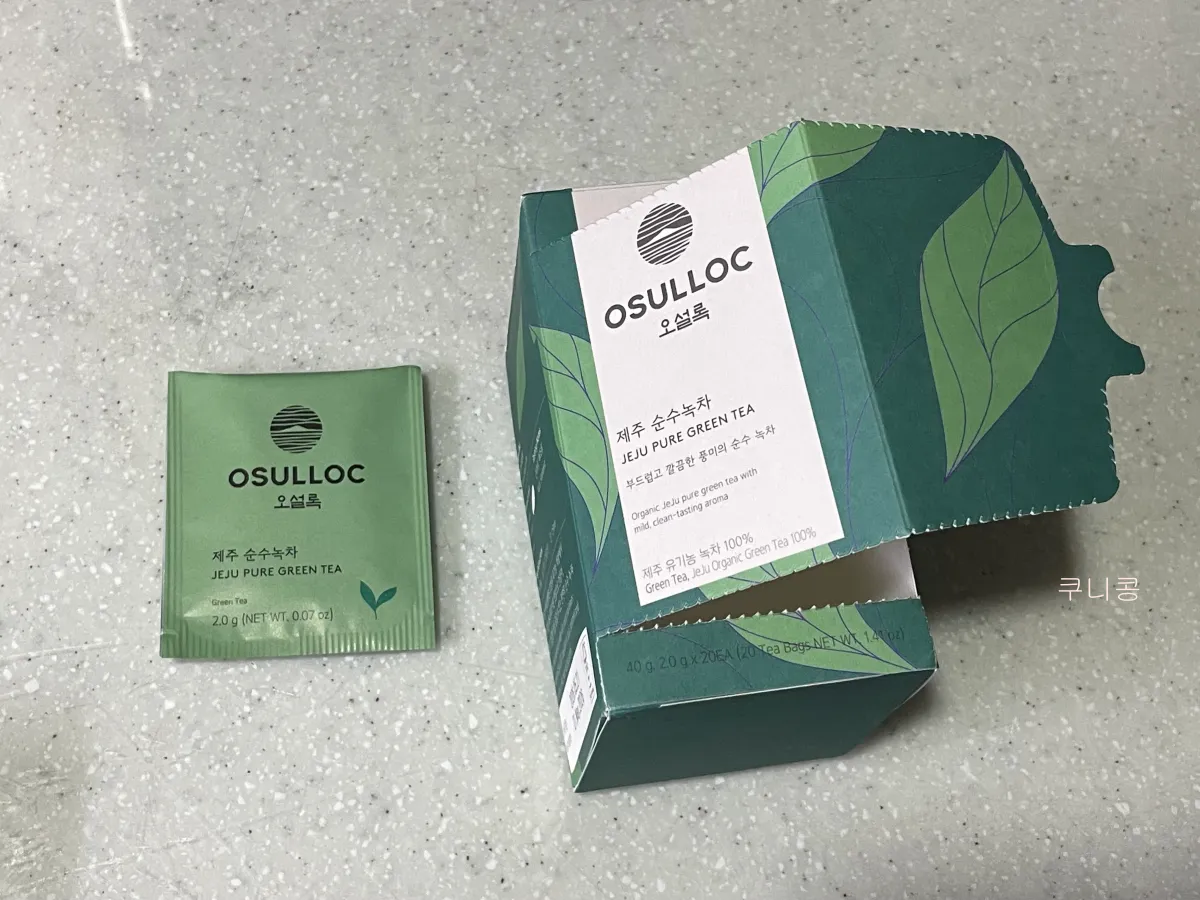 OSULLOC
오설록
제주 순수녹차
JEJU PURE GREEN TEA
Green Tea
2.0 g (NET WT. 0.07 oz)
OSULLOC
오설록
제주 순수녹차
JEJU PURE GREEN TEA
부드럽고 깔끔한 풍미의 순수 녹차
Organic JeJu pure green tea with
mild, clean-tasting aroma
제주 유기농 녹차 100%
Green Tea, JeJu Organic Green Tea 100%
40 g, 2.0 g x 20EA (20 Tea Bags NET WT. 1.41 oz)
쿠니콩